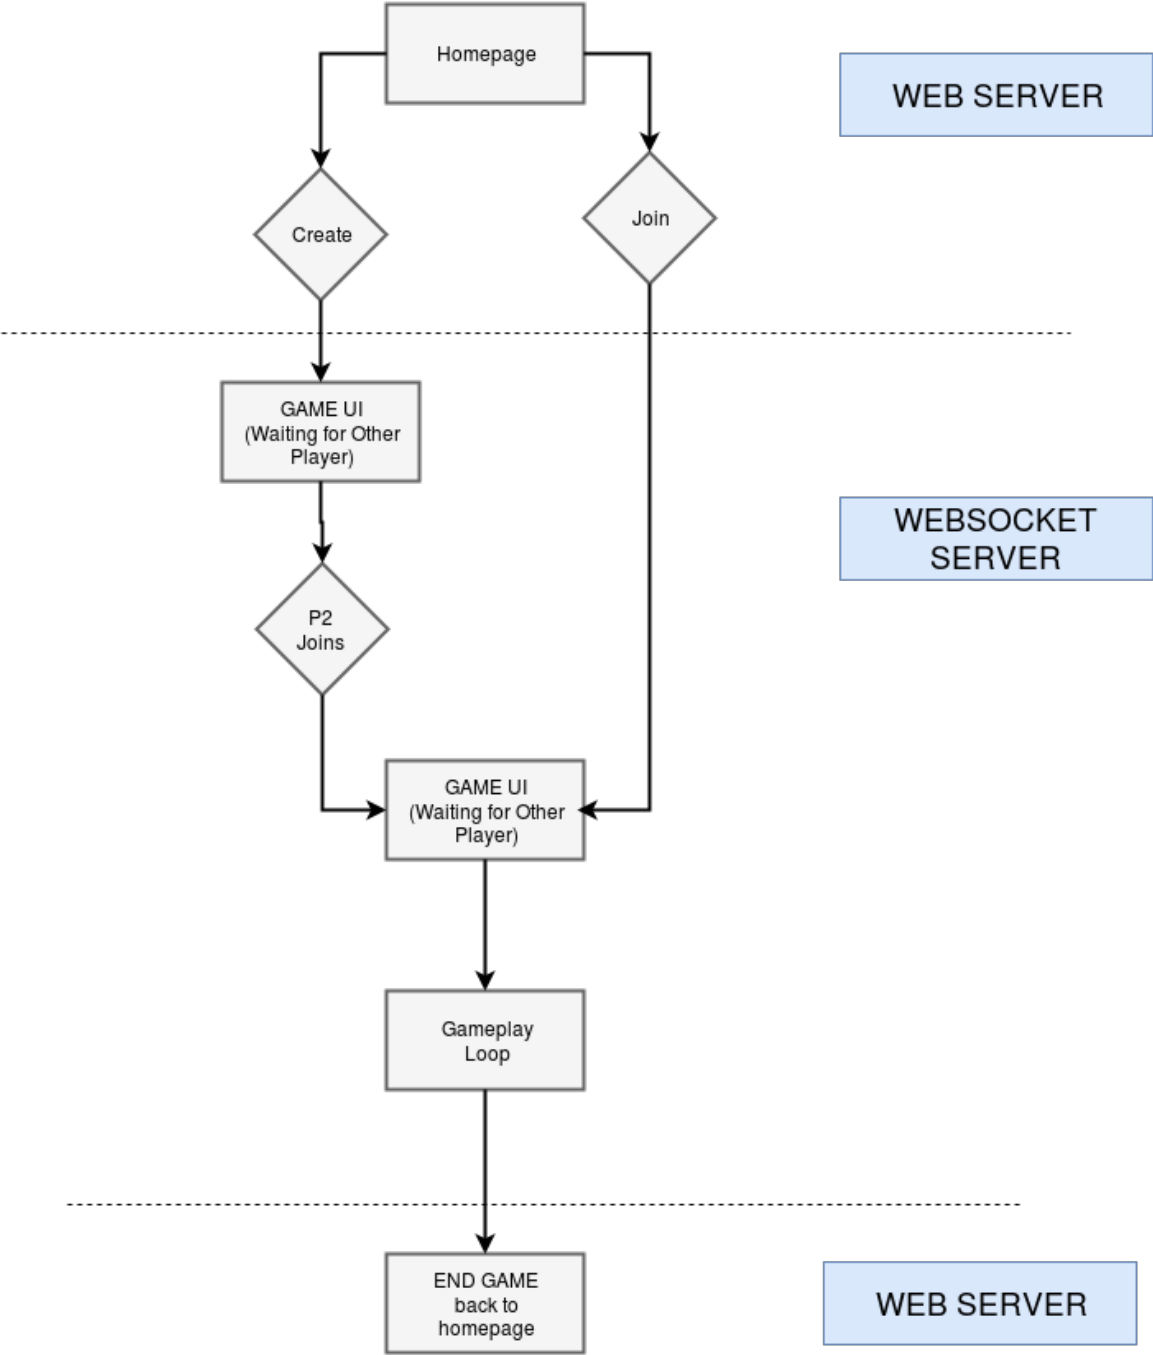 Homepage
WEB SERVER
Create
Join
GAME UI
(Waiting for Other
Player)
WEBSOCKET
SERVER
P2
Joins
GAME UI
(Waiting for Other
Player)
Gameplay
Loop
END GAME
back to
homepage
WEB SERVER